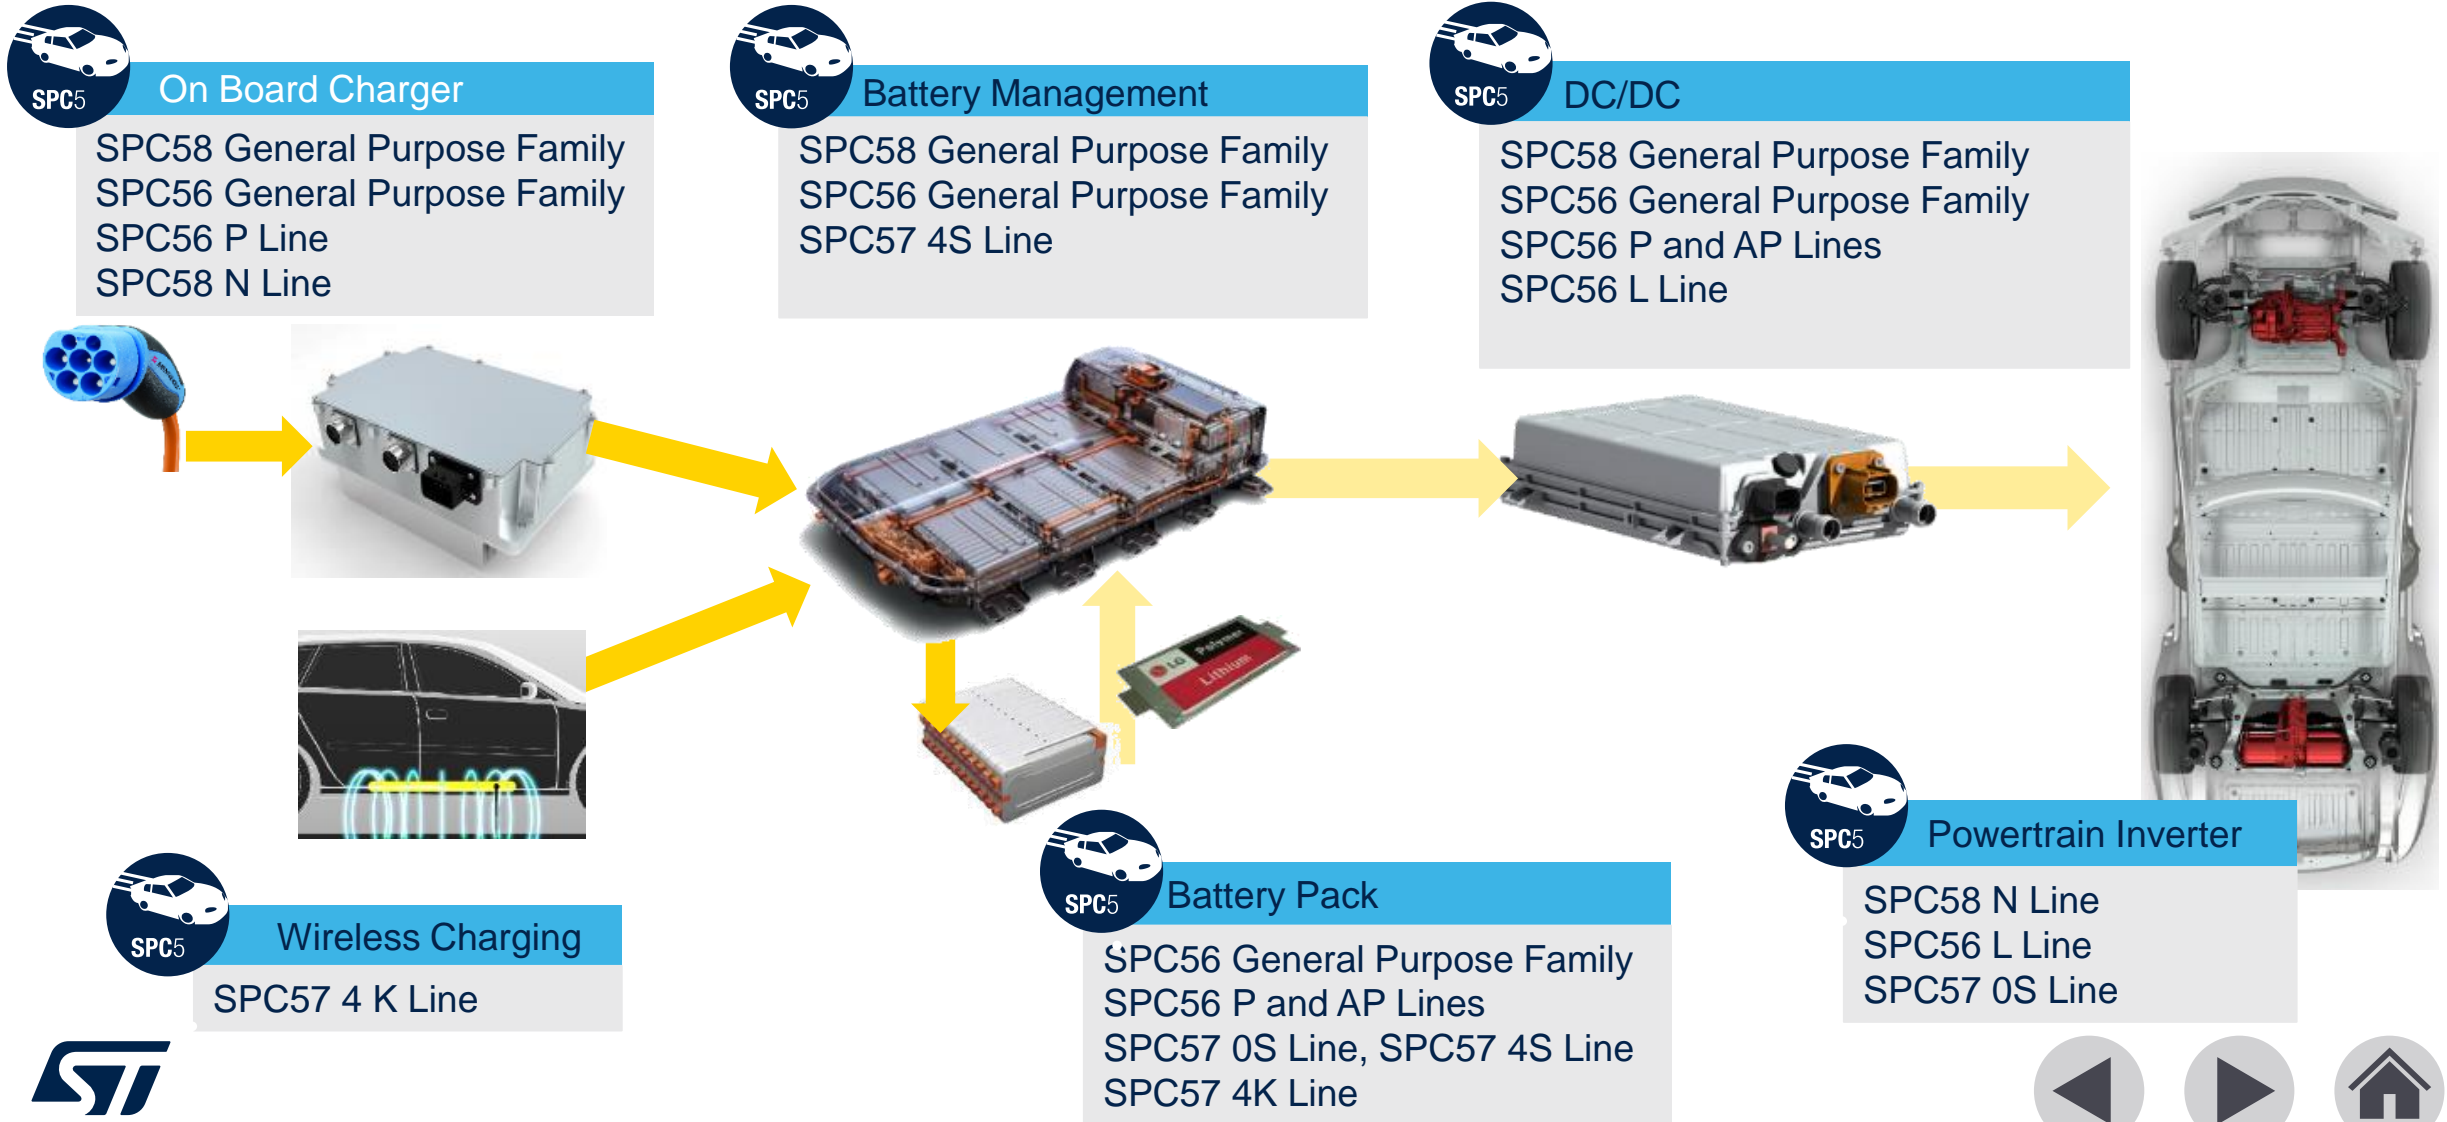 SPC5
On Board Charger
SPC58 General Purpose Family
SPC56 General Purpose Family
SPC56 P Line
SPC58 N Line
SPC5
Battery Management
SPC58 General Purpose Family
SPC56 General Purpose Family
SPC57 4S Line
SPC5
DC/DC
SPC58 General Purpose Family
SPC56 General Purpose Family
SPC56 P and AP Lines
SPC56 L Line
LG Polymer
Lithium
SPC5
Wireless Charging
SPC57 4 K Line
SPC5
Battery Pack
SPC56 General Purpose Family
SPC56 P and AP Lines
SPC57 0S Line, SPC57 4S Line
SPC57 4K Line
SPC5
Powertrain Inverter
SPC58 N Line
SPC56 L Line
SPC57 0S Line
ST